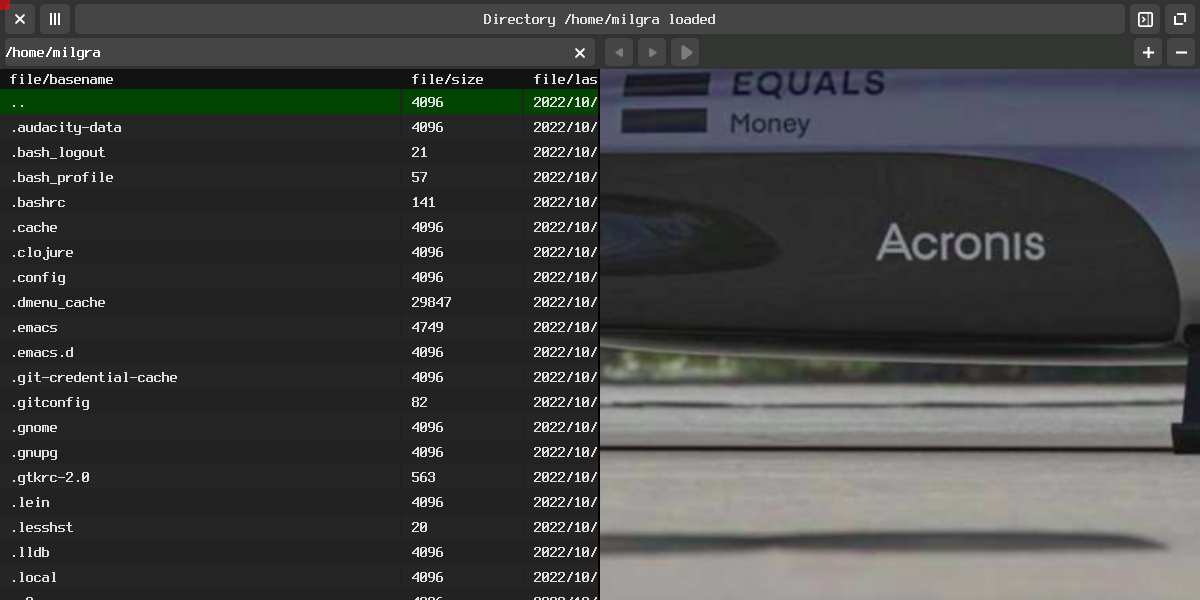 Directory /home/milgra loaded
/home/milgra
file/basename file/size file/las
.. 4096 2022/10/
.audacity-data 4096 2022/10/
.bash_logout 21 2022/10/
.bash_profile 57 2022/10/
.bashrc 141 2022/10/
.cache 4096 2022/10/
.clojure 4096 2022/10/
.config 4096 2022/10/
.dmenu_cache 29847 2022/10/
.emacs 4749 2022/10/
.emacs.d 4096 2022/10/
.git-credential-cache 4096 2022/10/
.gitconfig 82 2022/10/
.gnome 4096 2022/10/
.gnupg 4096 2022/10/
.gtkrc-2.0 563 2022/10/
.lein 4096 2022/10/
.lesshst 20 2022/10/
.lldb 4096 2022/10/
.local 4096 2022/10/
EQUALS
Money
Acronis